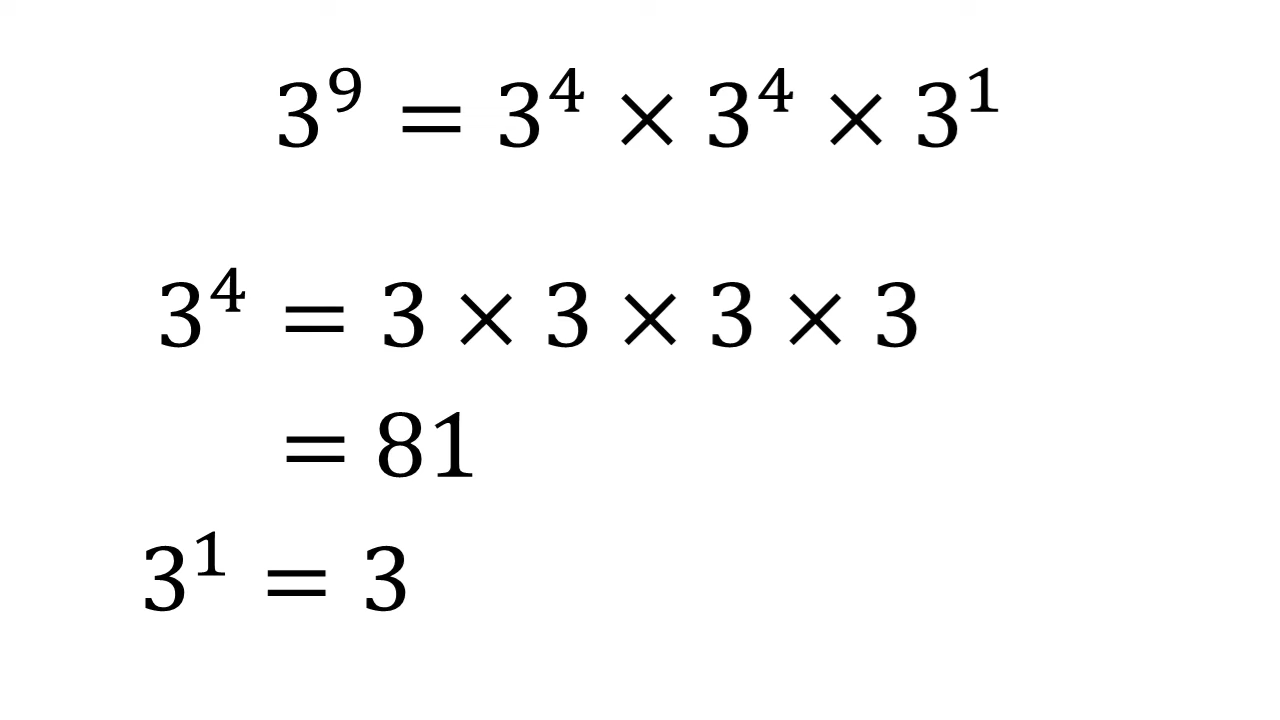 3⁹ = 3⁴ × 3⁴ × 3¹
3⁴ = 3 × 3 × 3 × 3
= 81
3¹ = 3